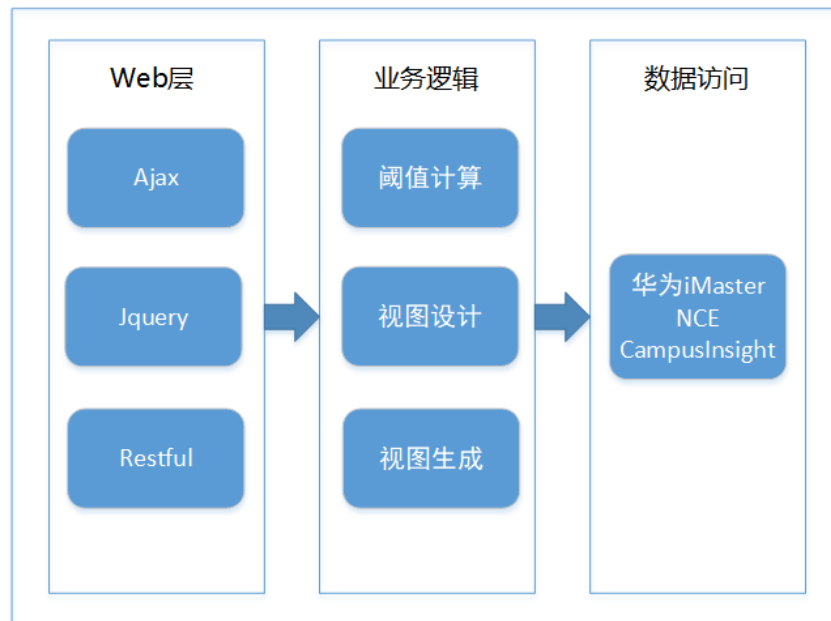 Web层
Ajax
Jquery
Restful
业务逻辑
阈值计算
视图设计
视图生成
数据访问
华为iMaster
NCE
CampusInsight